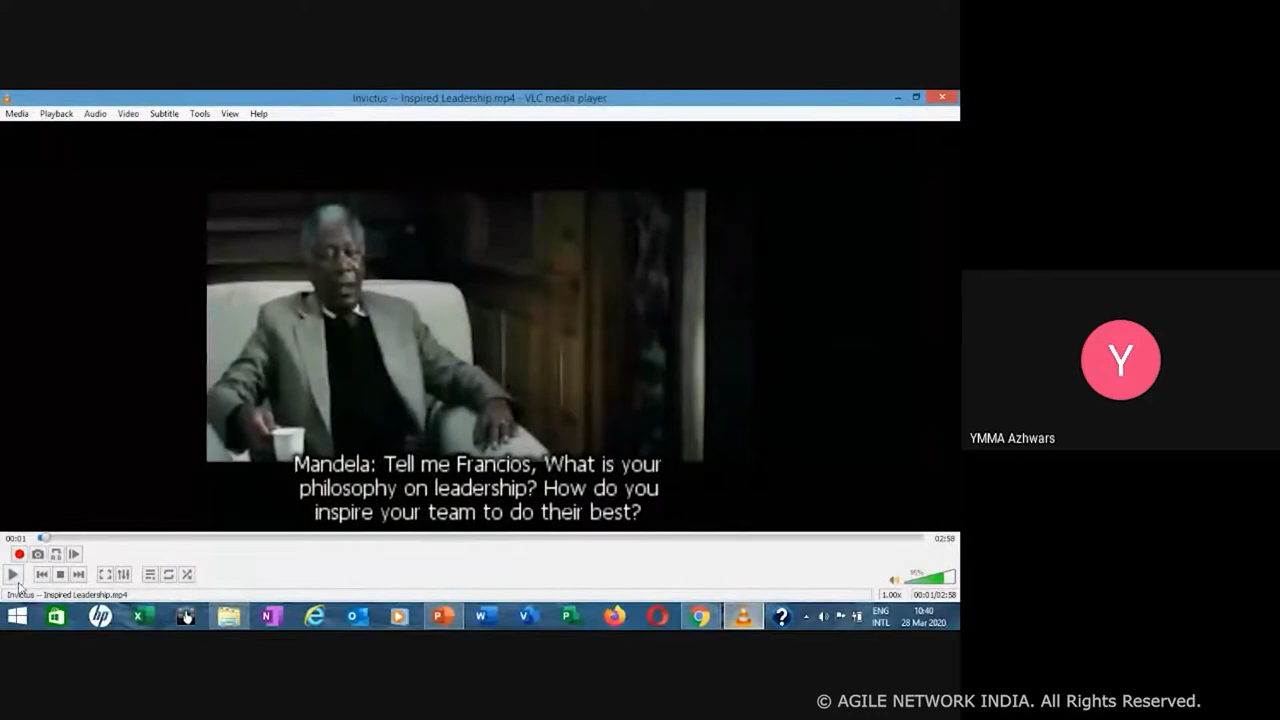 Invictus -- Inspired Leadership.mp4 - VLC media player
Media Playback Audio Video Subtitle Tools View Help
Mandela: Tell me Francios, What is your
philosophy on leadership? How do you
inspire your team to do their best?
Y
YMMA Azhwars
00:01 02:58
95%
Invictus -- Inspired Leadership.mp4 1.00x 00:01/02:58
ENG 10:40
INTL 28 Mar 2020
© AGILE NETWORK INDIA. All Rights Reserved.